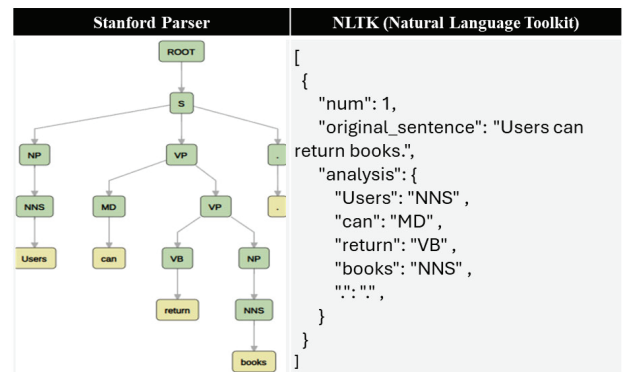 Stanford Parser
NLTK (Natural Language Toolkit)
ROOT
S
NP VP .
NNS MD VP .
Users can VB NP
return NNS
books
[
{
"num": 1,
"original_sentence": "Users can
return books.",
"analysis": {
"Users": "NNS" ,
"can": "MD" ,
"return": "VB" ,
"books": "NNS" ,
".": "." ,
}
}
]